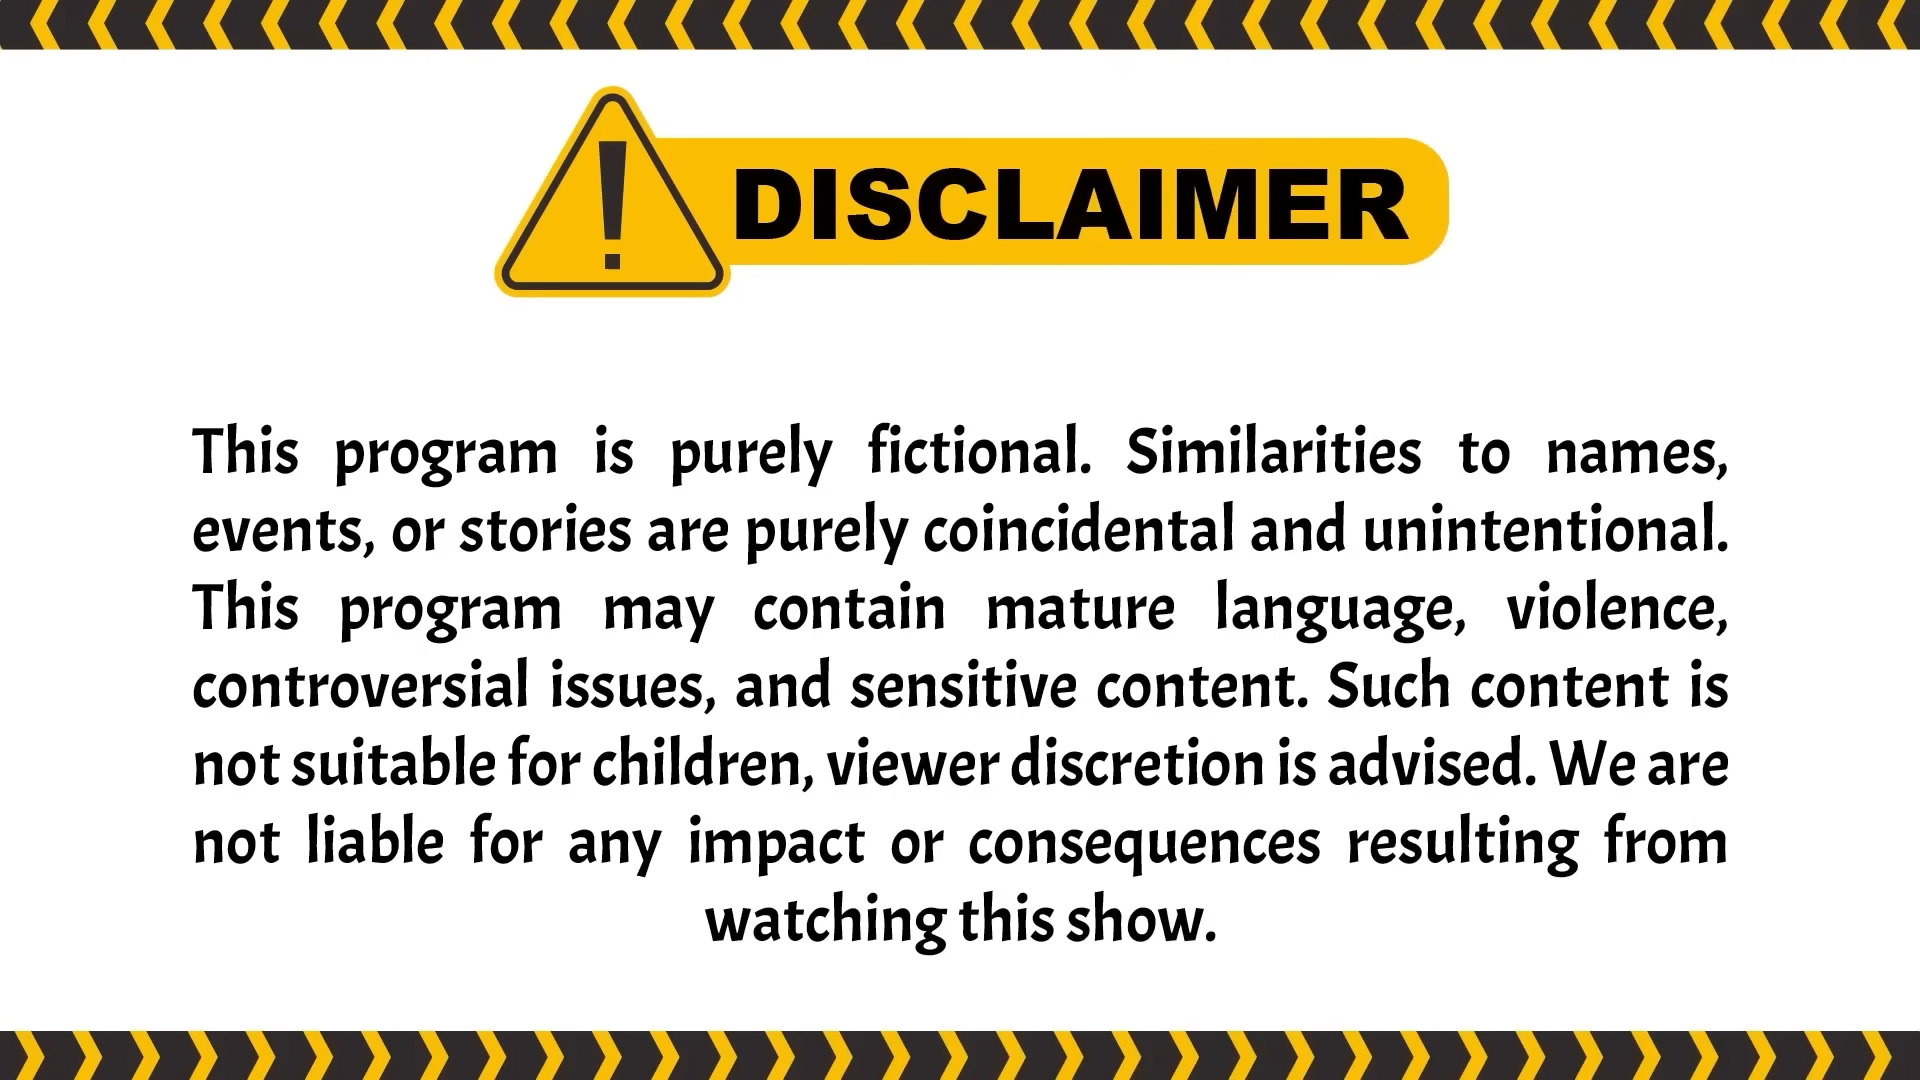 DISCLAIMER
This program is purely fictional. Similarities to names,
events, or stories are purely coincidental and unintentional.
This program may contain mature language, violence,
controversial issues, and sensitive content. Such content is
not suitable for children, viewer discretion is advised. We are
not liable for any impact or consequences resulting from
watching this show.